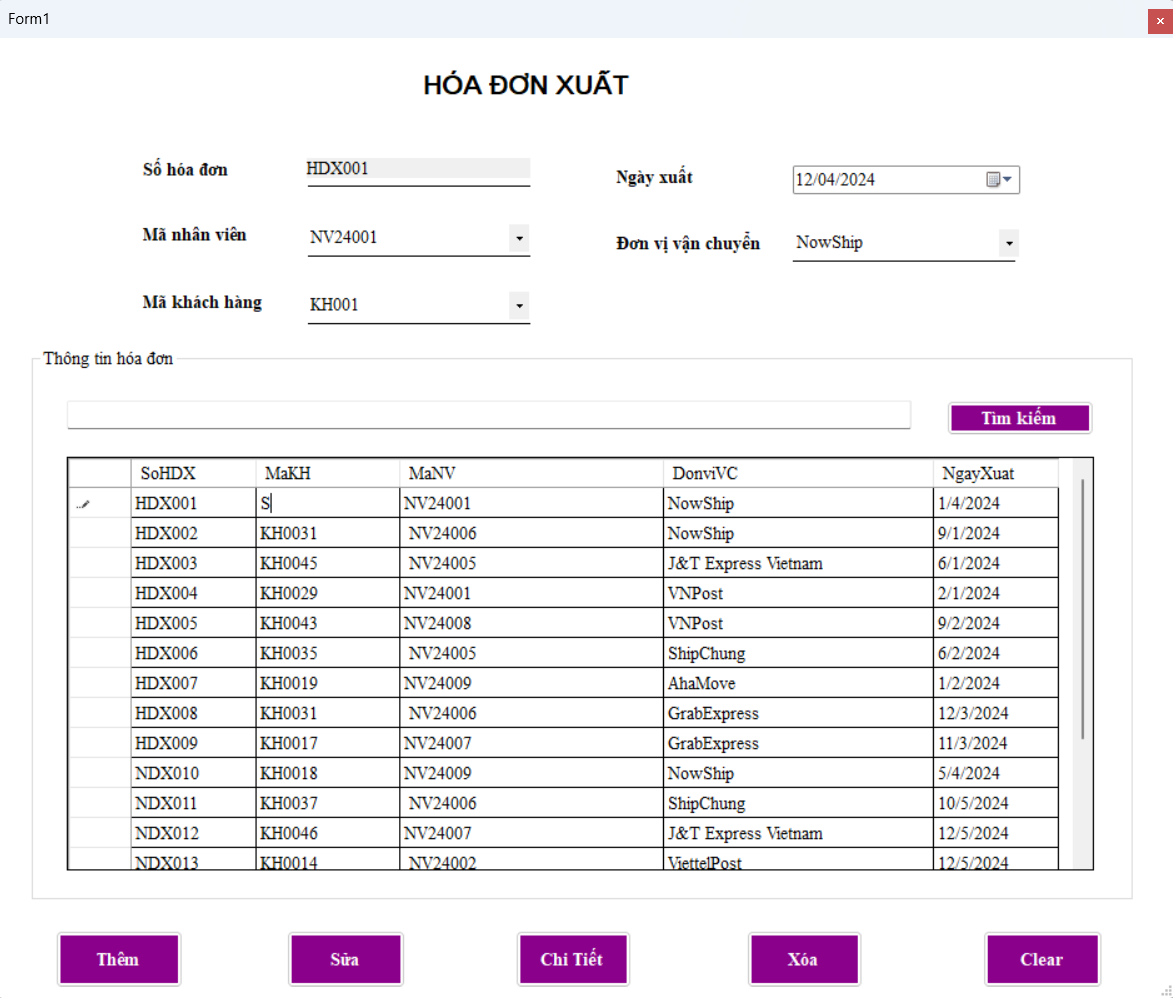 Form1
HÓA ĐƠN XUẤT
Số hóa đơn HDX001
Ngày xuất 12/04/2024
Mã nhân viên NV24001
Đơn vị vận chuyển NowShip
Mã khách hàng KH001
Thông tin hóa đơn
Tìm kiếm
SoHDX MaKH MaNV DonviVC NgayXuat
HDX001 S NV24001 NowShip 1/4/2024
HDX002 KH0031 NV24006 NowShip 9/1/2024
HDX003 KH0045 NV24005 J&T Express Vietnam 6/1/2024
HDX004 KH0029 NV24001 VNPost 2/1/2024
HDX005 KH0043 NV24008 VNPost 9/2/2024
HDX006 KH0035 NV24005 ShipChung 6/2/2024
HDX007 KH0019 NV24009 AhaMove 1/2/2024
HDX008 KH0031 NV24006 GrabExpress 12/3/2024
HDX009 KH0017 NV24007 GrabExpress 11/3/2024
NDX010 KH0018 NV24009 NowShip 5/4/2024
NDX011 KH0037 NV24006 ShipChung 10/5/2024
NDX012 KH0046 NV24007 J&T Express Vietnam 12/5/2024
NDX013 KH0014 NV24002 ViettelPost 12/5/2024
Thêm Sửa Chi Tiết Xóa Clear